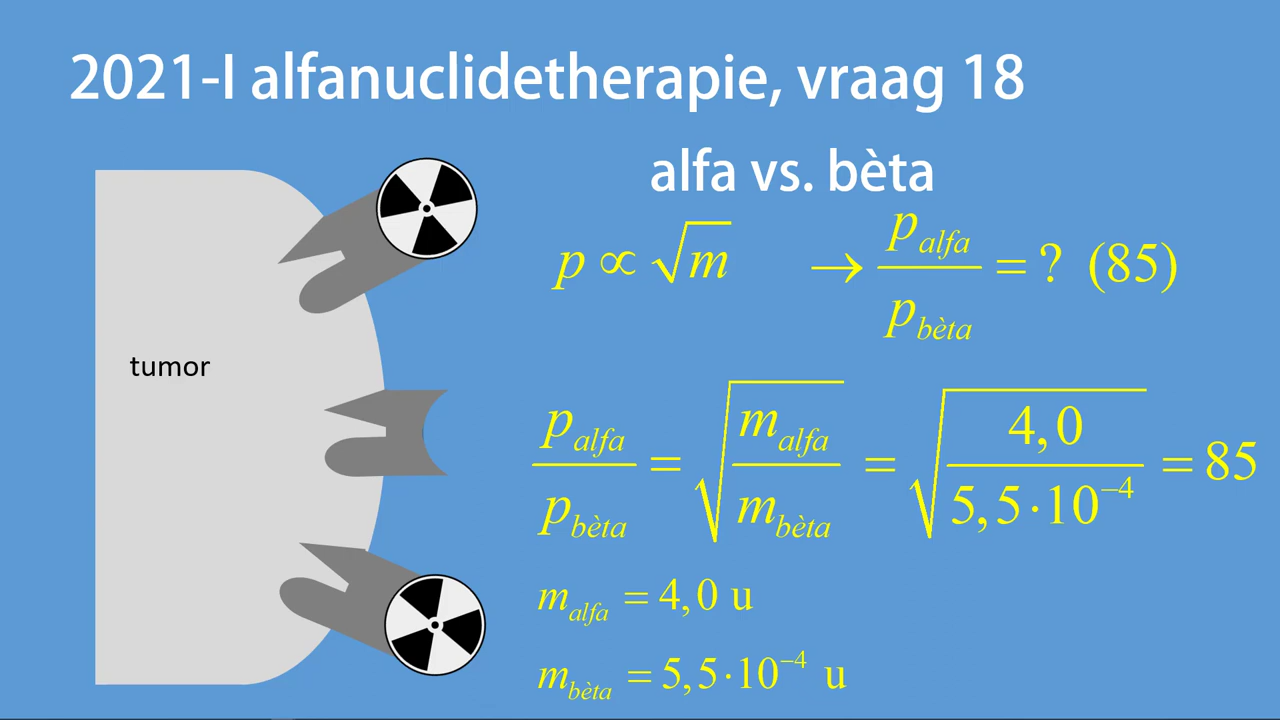 2021-I alfanuclidetherapie, vraag 18
alfa vs. bèta
p ∝ √m → p_alfa / p_bèta = ? (85)
tumor
p_alfa / p_bèta = √(m_alfa / m_bèta) = √(4,0 / 5,5·10⁻⁴) = 85
m_alfa = 4,0 u
m_bèta = 5,5·10⁻⁴ u